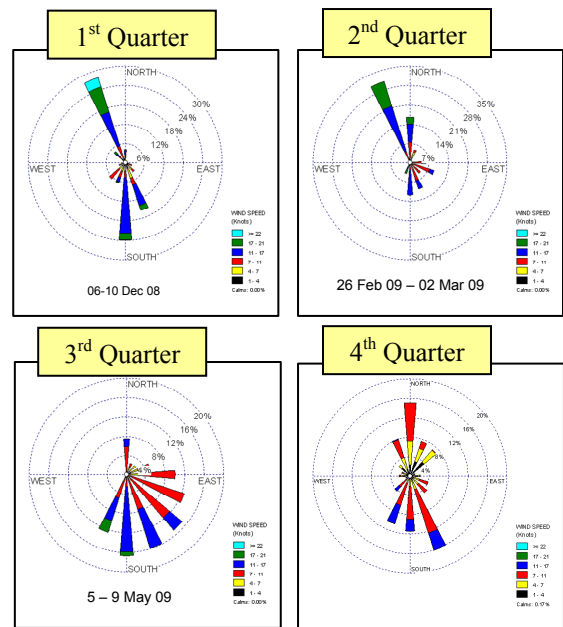 1st Quarter
NORTH
30%
24%
18%
12%
6%
WEST
EAST
SOUTH
WIND SPEED
(Knots)
>= 22
17 - 21
11 - 17
7 - 11
4 - 7
1 - 4
Calms: 0.00%
06-10 Dec 08
2nd Quarter
NORTH
35%
28%
21%
14%
7%
WEST
EAST
SOUTH
WIND SPEED
(Knots)
>= 22
17 - 21
11 - 17
7 - 11
4 - 7
1 - 4
Calms: 0.00%
26 Feb 09 – 02 Mar 09
3rd Quarter
NORTH
20%
16%
12%
8%
4%
WEST
EAST
SOUTH
WIND SPEED
(Knots)
>= 22
17 - 21
11 - 17
7 - 11
4 - 7
1 - 4
Calms: 0.00%
5 – 9 May 09
4th Quarter
NORTH
20%
16%
12%
8%
4%
WEST
EAST
SOUTH
WIND SPEED
(Knots)
>= 22
17 - 21
11 - 17
7 - 11
4 - 7
1 - 4
Calms: 0.17%